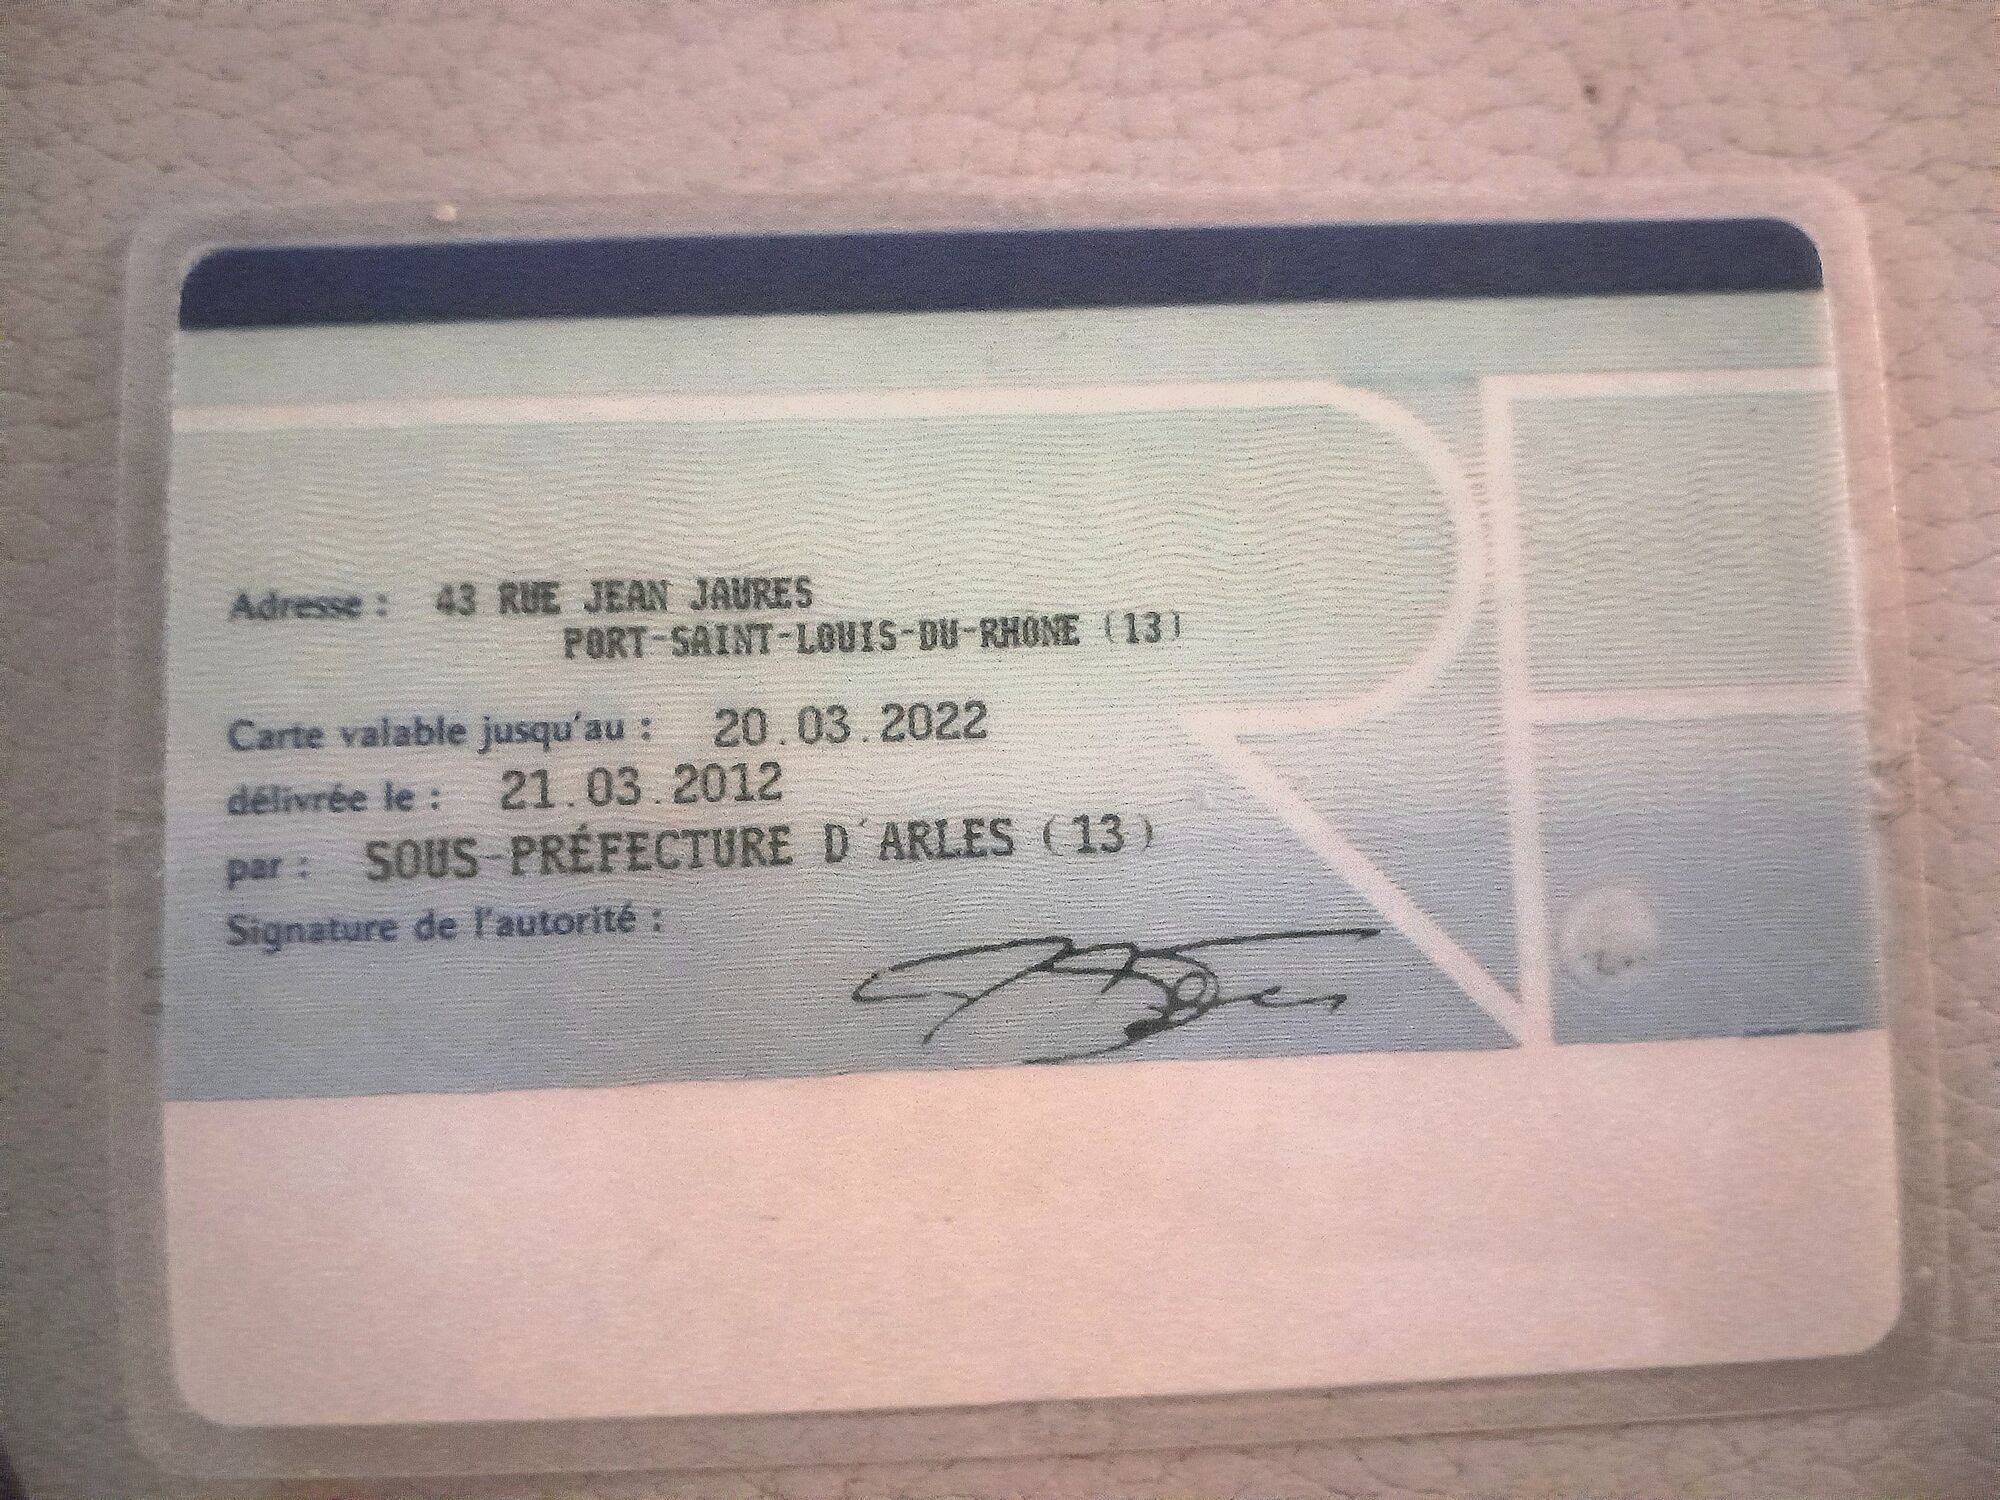 Adresse : 43 RUE JEAN JAURES
PORT-SAINT-LOUIS-DU-RHONE (13)
Carte valable jusqu'au : 20.03.2022
délivrée le : 21.03.2012
par : SOUS-PRÉFECTURE D'ARLES (13)
Signature de l'autorité :